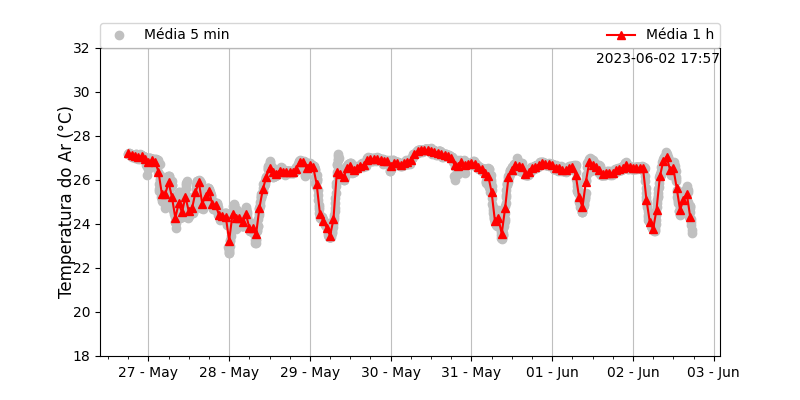 Média 5 min
Média 1 h
2023-06-02 17:57
Temperatura do Ar (°C)
32
30
28
26
24
22
20
18
27 - May
28 - May
29 - May
30 - May
31 - May
01 - Jun
02 - Jun
03 - Jun